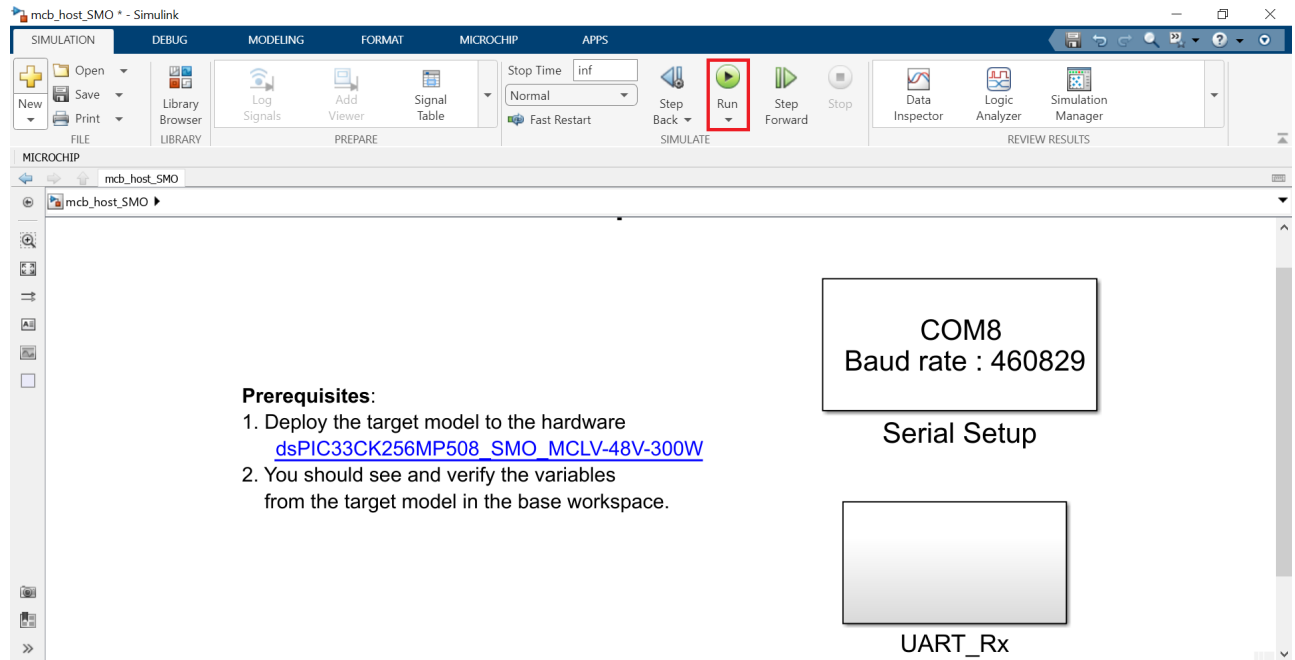 mcb_host_SMO * - Simulink
SIMULATION DEBUG MODELING FORMAT MICROCHIP APPS
New
Open
Save
Print
FILE
Library
Browser
LIBRARY
Log
Signals
Add
Viewer
Signal
Table
PREPARE
Stop Time inf
Normal
Fast Restart
Step
Back
Run
Step
Forward
Stop
SIMULATE
Data
Inspector
Logic
Analyzer
Simulation
Manager
REVIEW RESULTS
MICROCHIP
mcb_host_SMO
mcb_host_SMO
COM8
Baud rate : 460829
Serial Setup
Prerequisites:
1. Deploy the target model to the hardware
dsPIC33CK256MP508_SMO_MCLV-48V-300W
2. You should see and verify the variables
from the target model in the base workspace.
UART_Rx